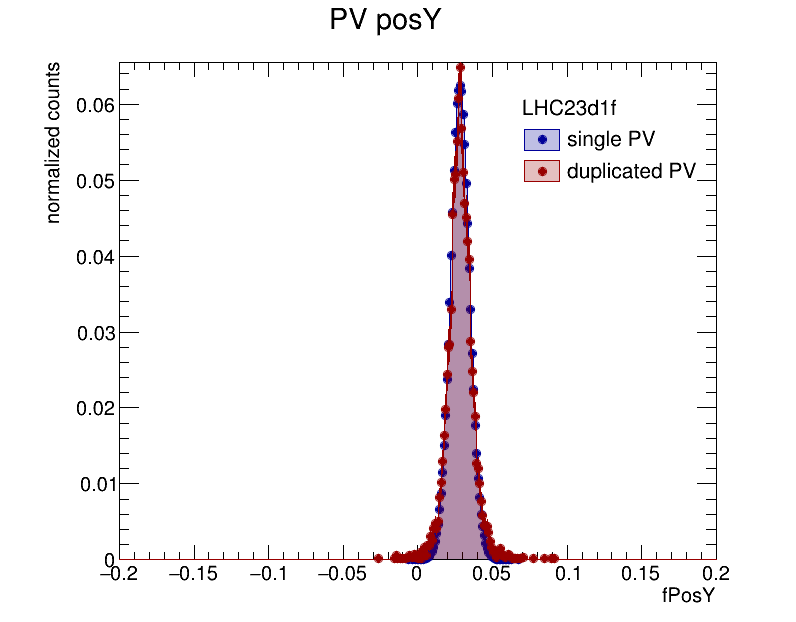 PV posY
normalized counts
LHC23d1f
single PV
duplicated PV
0.06
0.05
0.04
0.03
0.02
0.01
0
−0.2 −0.15 −0.1 −0.05 0 0.05 0.1 0.15 0.2
fPosY